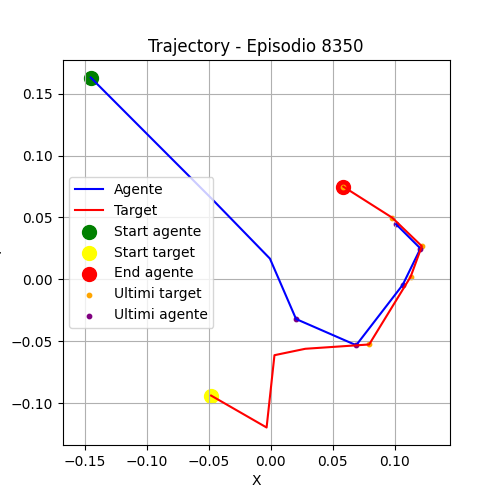 Trajectory - Episodio 8350
0.15
0.10
0.05
0.00
−0.05
−0.10
Agente
Target
Start agente
Start target
End agente
Ultimi target
Ultimi agente
−0.15
−0.10
−0.05
0.00
0.05
0.10
X